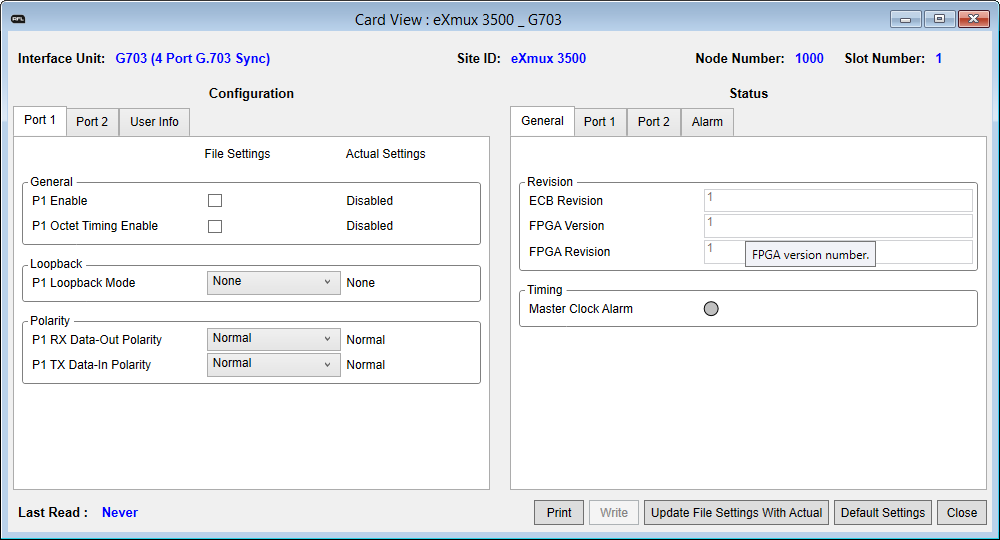 RFL
Card View : eXmux 3500 _ G703
Interface Unit: G703 (4 Port G.703 Sync) Site ID: eXmux 3500 Node Number: 1000 Slot Number: 1
Configuration
Port 1 Port 2 User Info
File Settings Actual Settings
General
P1 Enable Disabled
P1 Octet Timing Enable Disabled
Loopback
P1 Loopback Mode None None
Polarity
P1 RX Data-Out Polarity Normal Normal
P1 TX Data-In Polarity Normal Normal
Status
General Port 1 Port 2 Alarm
Revision
ECB Revision 1
FPGA Version 1
FPGA Revision 1
FPGA version number.
Timing
Master Clock Alarm
Last Read : Never
Print Write Update File Settings With Actual Default Settings Close